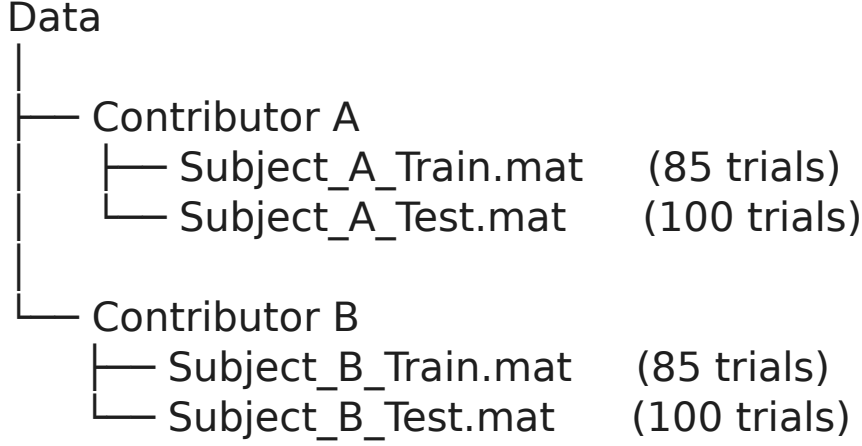 Data
│
├── Contributor A
│   ├── Subject_A_Train.mat (85 trials)
│   └── Subject_A_Test.mat (100 trials)
│
└── Contributor B
    ├── Subject_B_Train.mat (85 trials)
    └── Subject_B_Test.mat (100 trials)